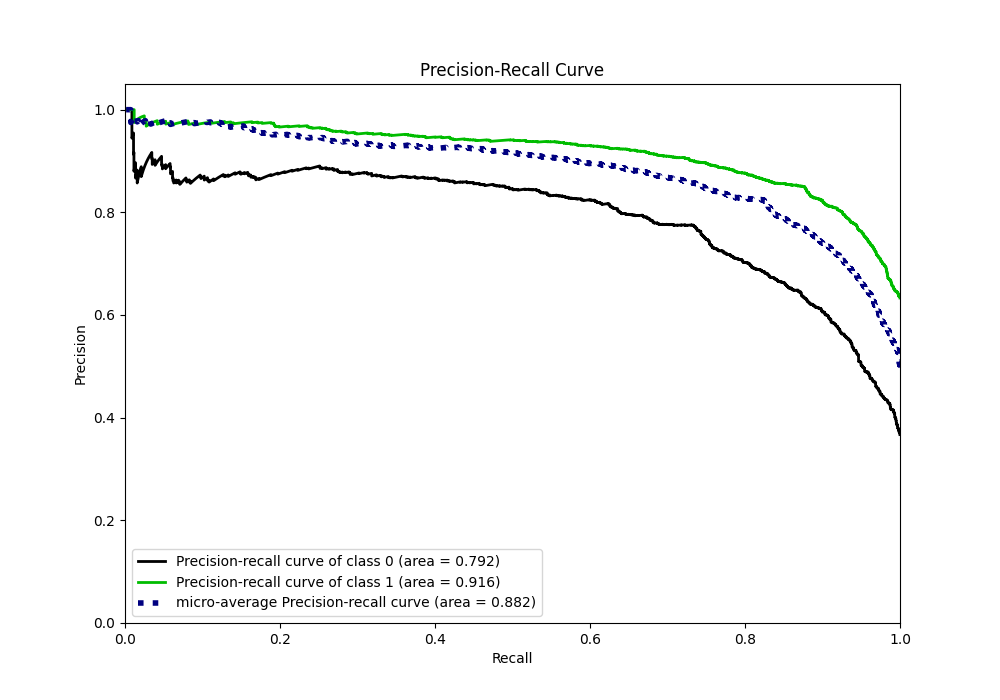 Precision-Recall Curve
1.0
0.8
0.6
0.4
0.2
0.0
Precision
Precision-recall curve of class 0 (area = 0.792)
Precision-recall curve of class 1 (area = 0.916)
micro-average Precision-recall curve (area = 0.882)
0.0 0.2 0.4 0.6 0.8 1.0
Recall